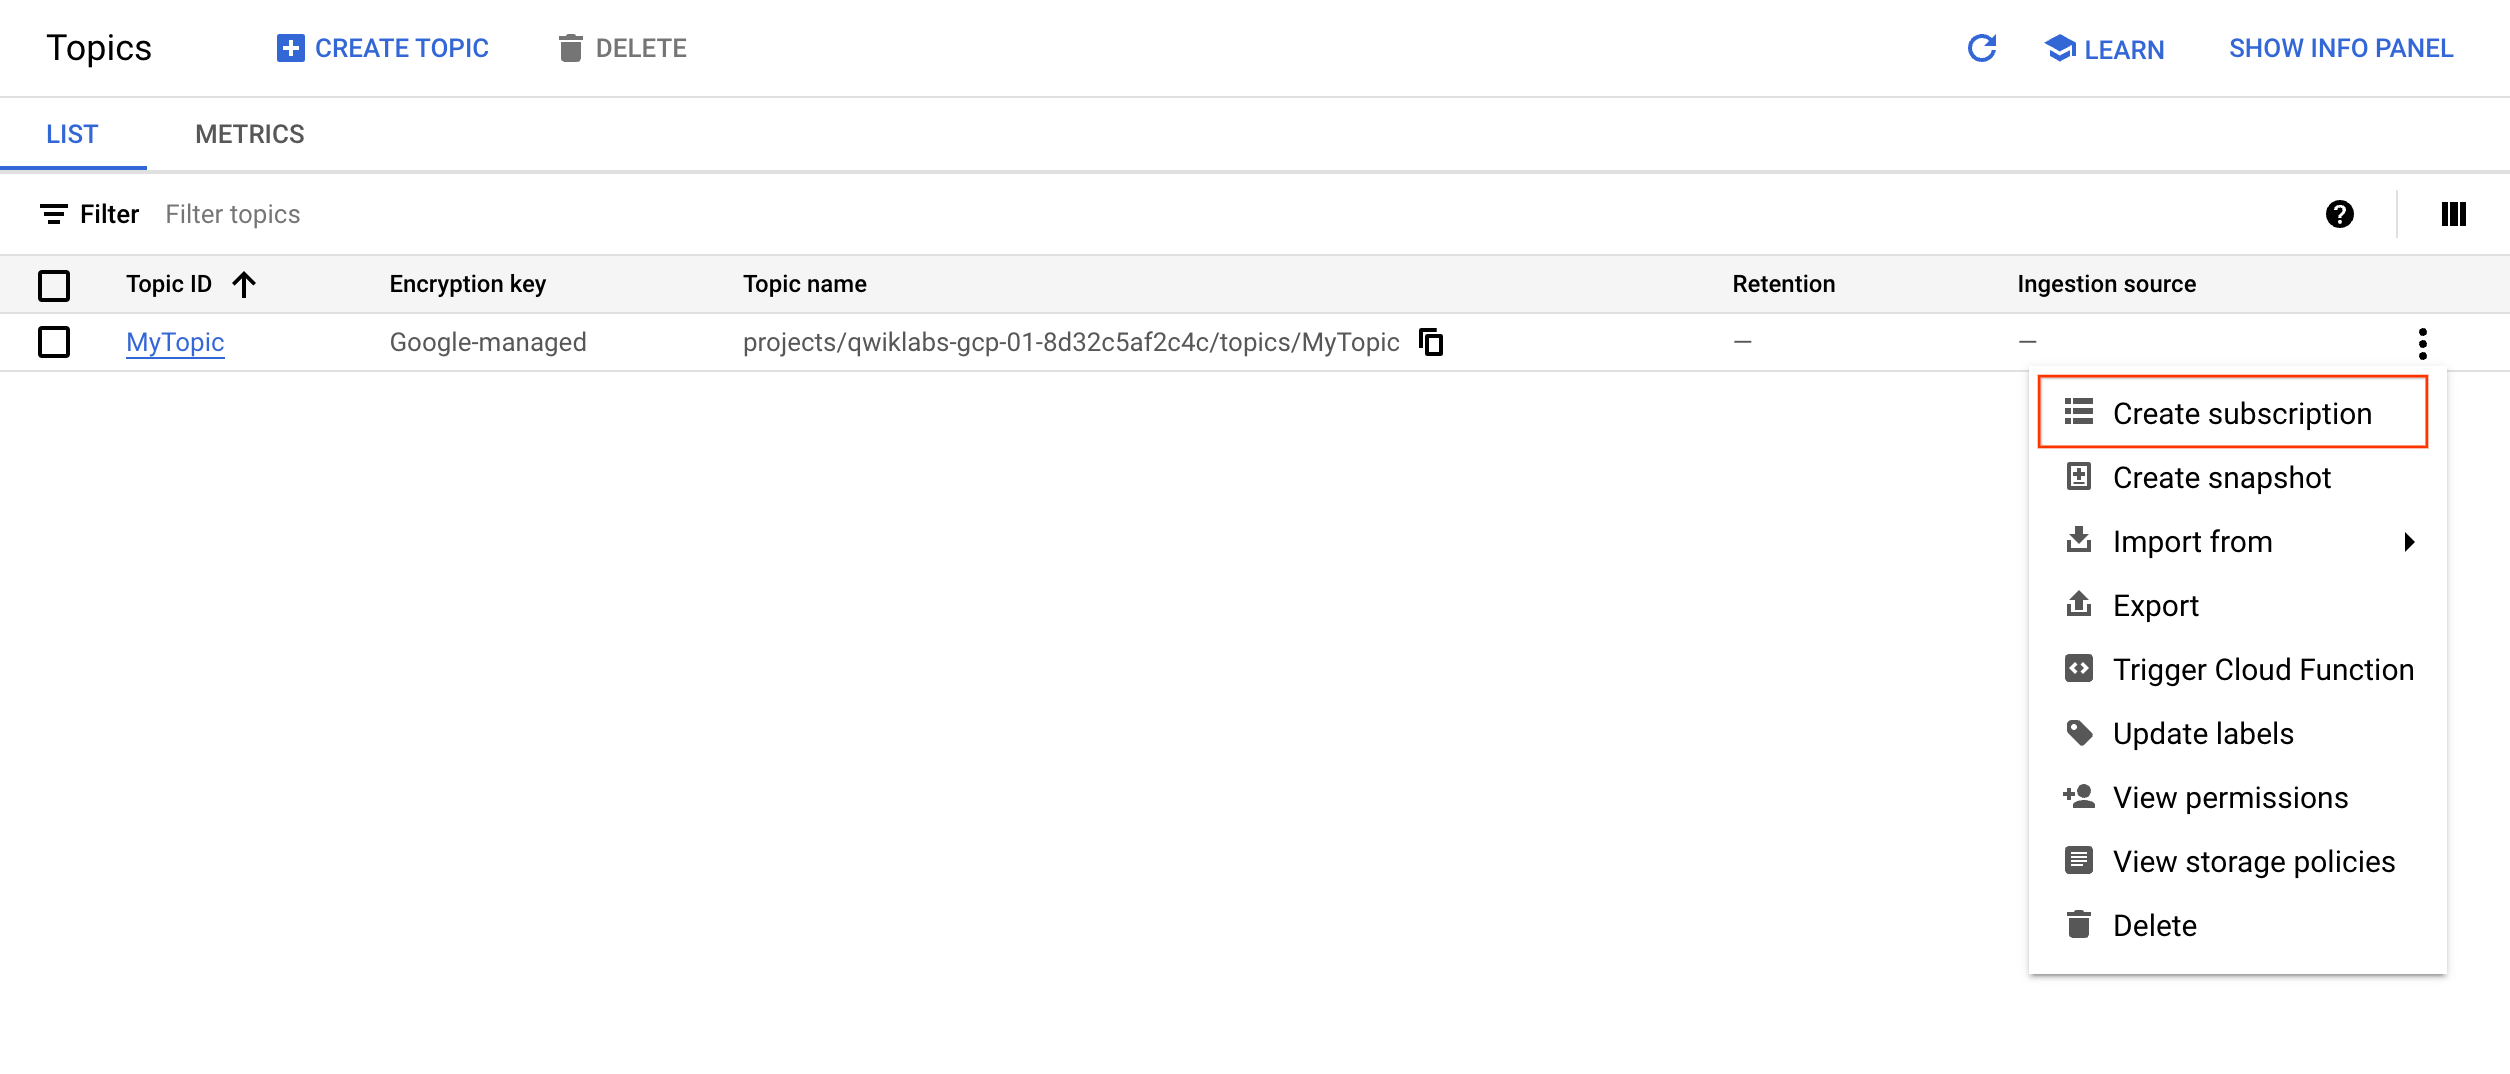 Topics CREATE TOPIC DELETE LEARN SHOW INFO PANEL
LIST METRICS
Filter Filter topics
Topic ID Encryption key Topic name Retention Ingestion source
MyTopic Google-managed projects/qwiklabs-gcp-01-8d32c5af2c4c/topics/MyTopic — —
Create subscription
Create snapshot
Import from
Export
Trigger Cloud Function
Update labels
View permissions
View storage policies
Delete